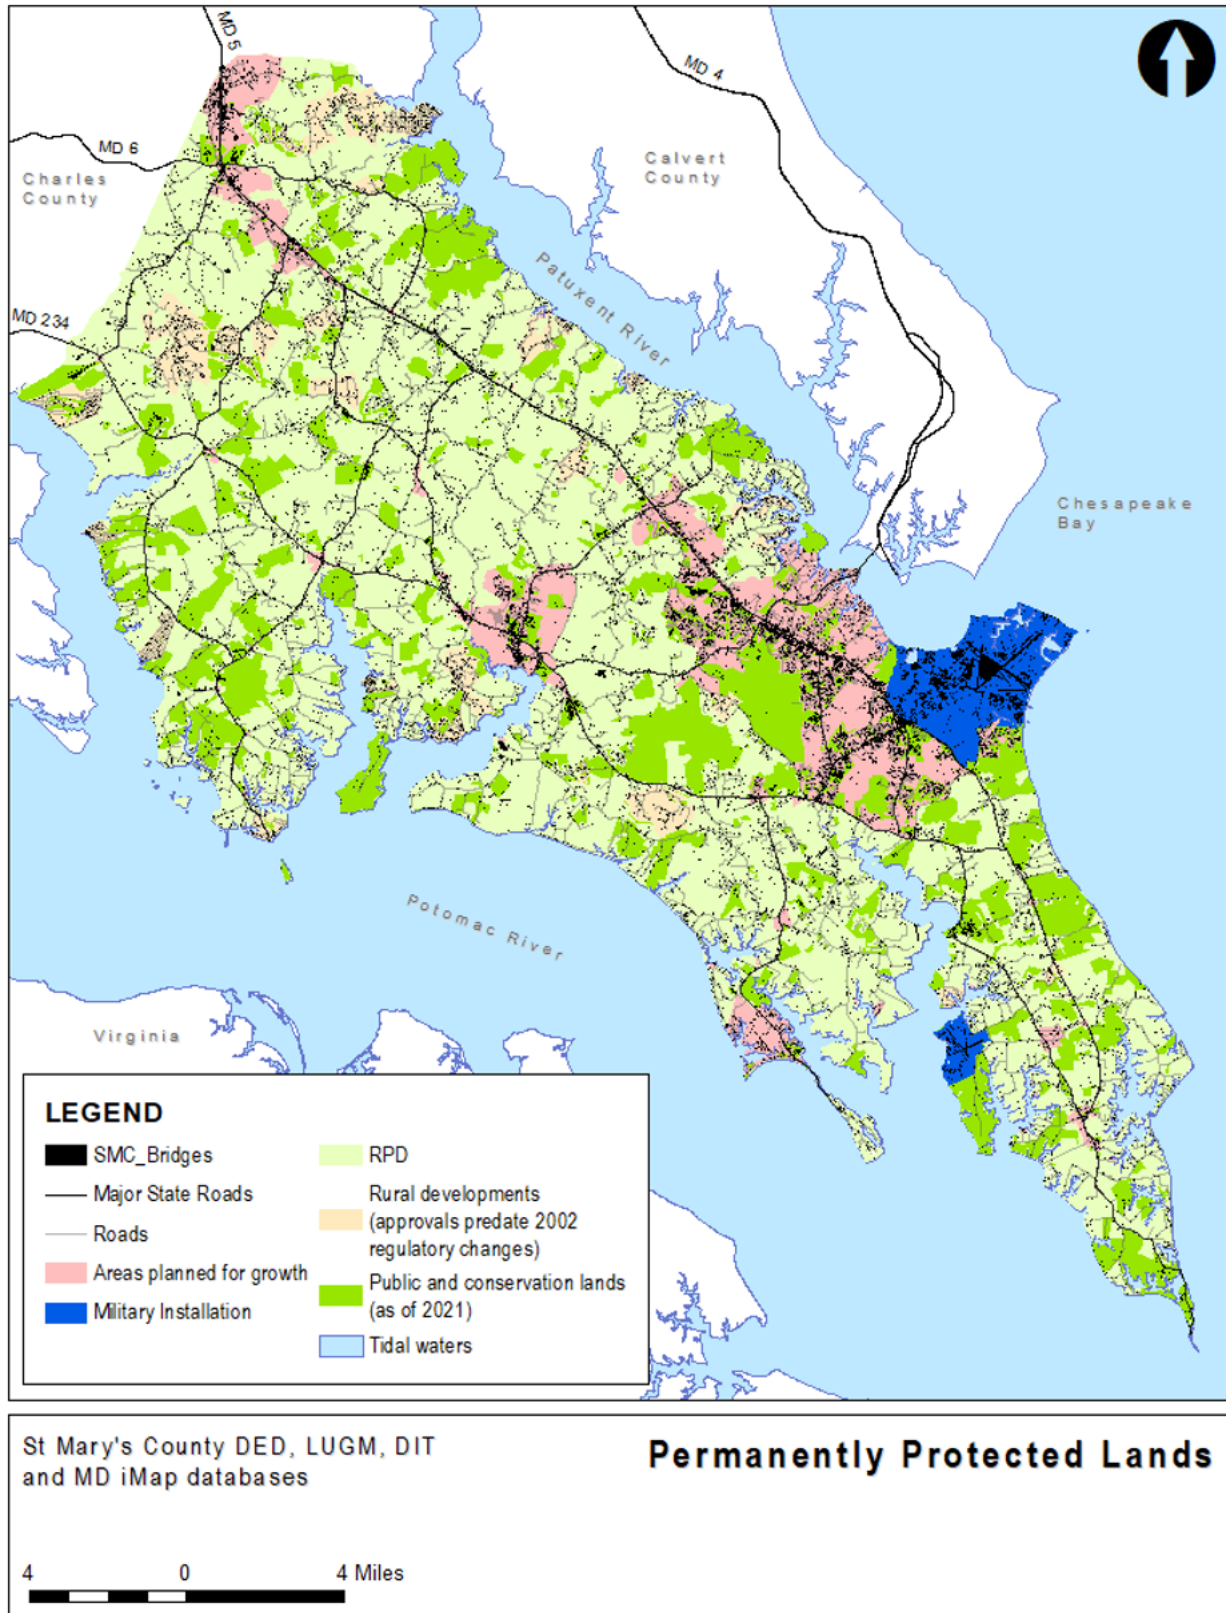 MD 5
MD 4
MD 6
Charles
County
Calvert
County
Patuxent River
MD 234
Chesapeake
Bay
Potomac River
Virginia
LEGEND
SMC_Bridges
Major State Roads
Roads
Areas planned for growth
Military Installation
RPD
Rural developments
(approvals predate 2002
regulatory changes)
Public and conservation lands
(as of 2021)
Tidal waters
St Mary's County DED, LUGM, DIT
and MD iMap databases
Permanently Protected Lands
4 0 4 Miles